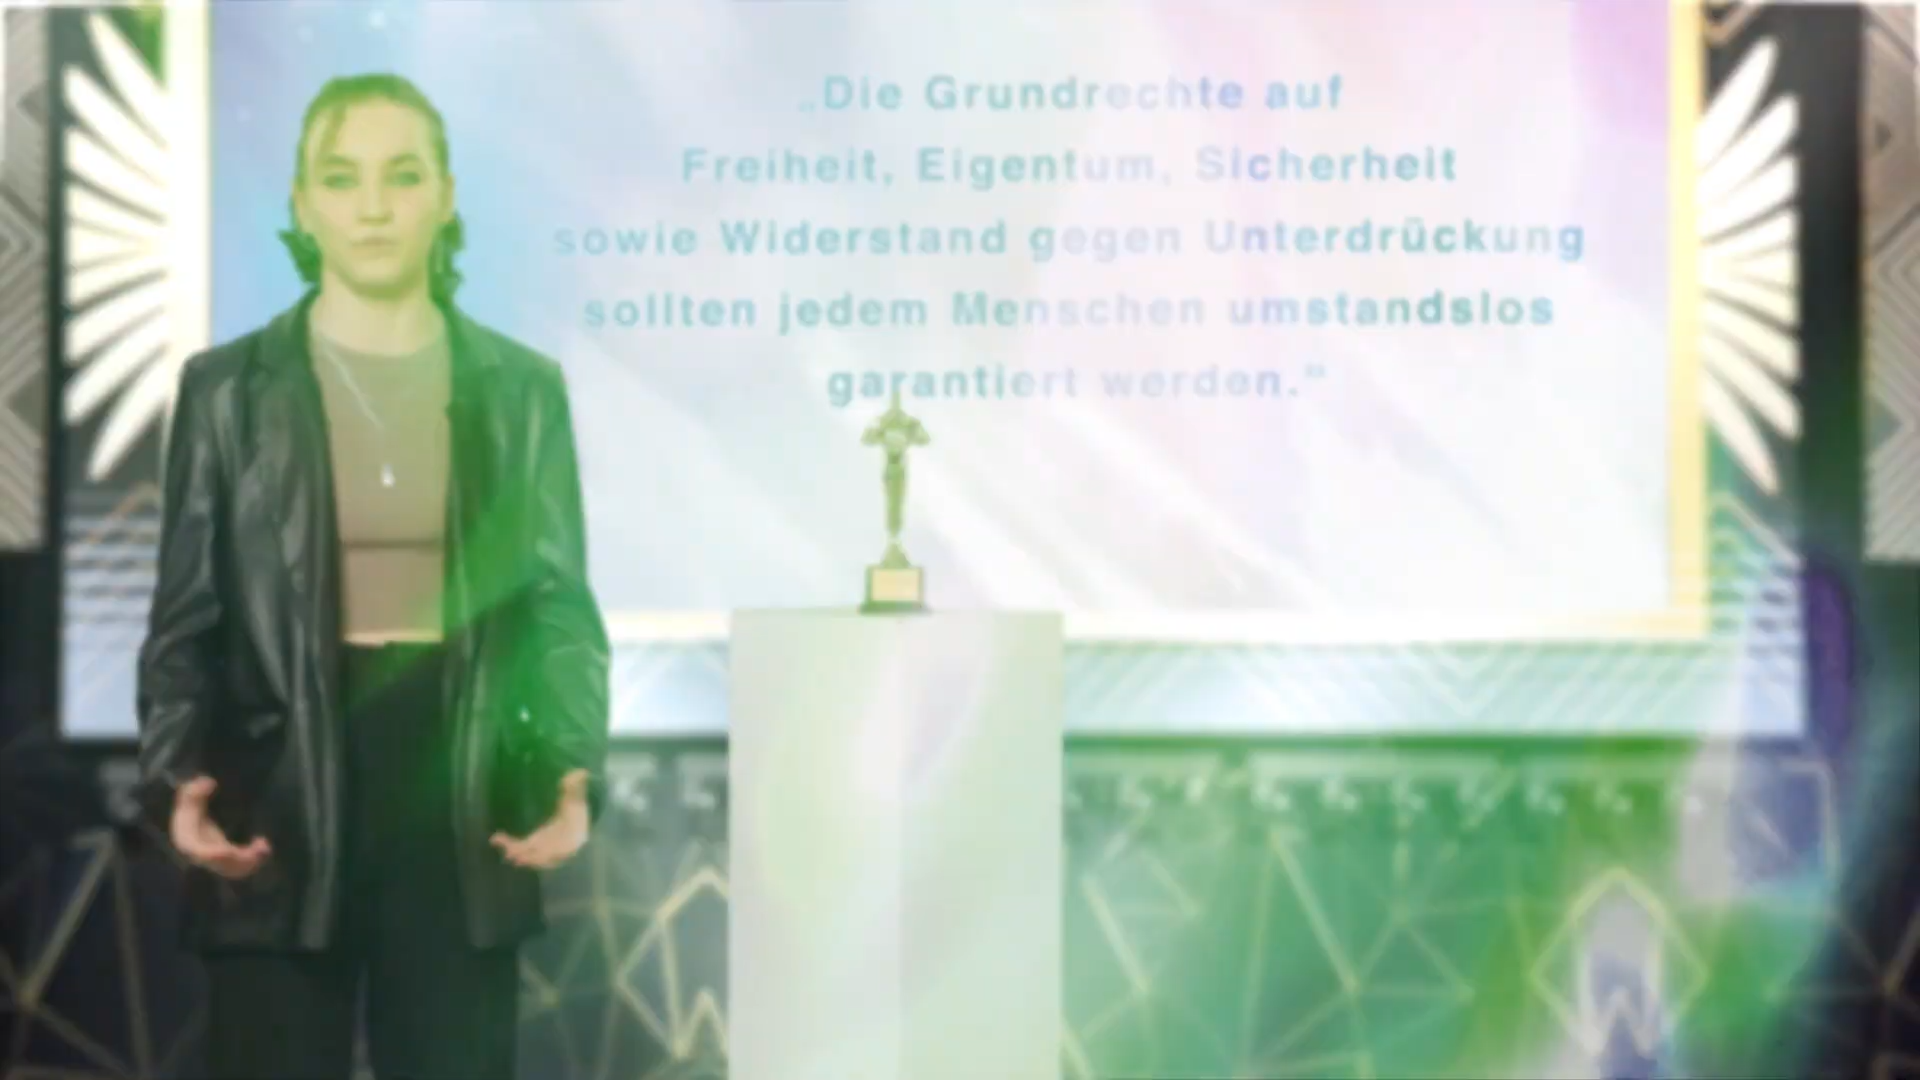 „Die Grundrechte auf
Freiheit, Eigentum, Sicherheit
sowie Widerstand gegen Unterdrückung
sollten jedem Menschen umstandslos
garantiert werden.“